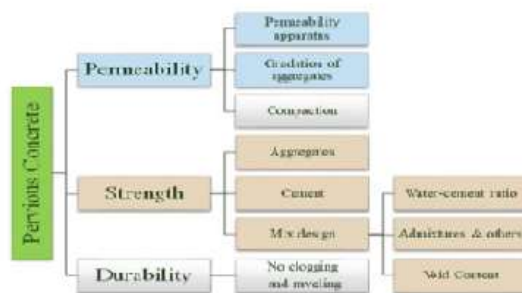 Pervious Concrete
Permeability
Permeability
apparatus
Gradation of
aggregates
Compaction
Strength
Aggregates
Cement
Mix design
Water-cement ratio
Admixtures & others
Void Content
Durability
No clogging
and raveling